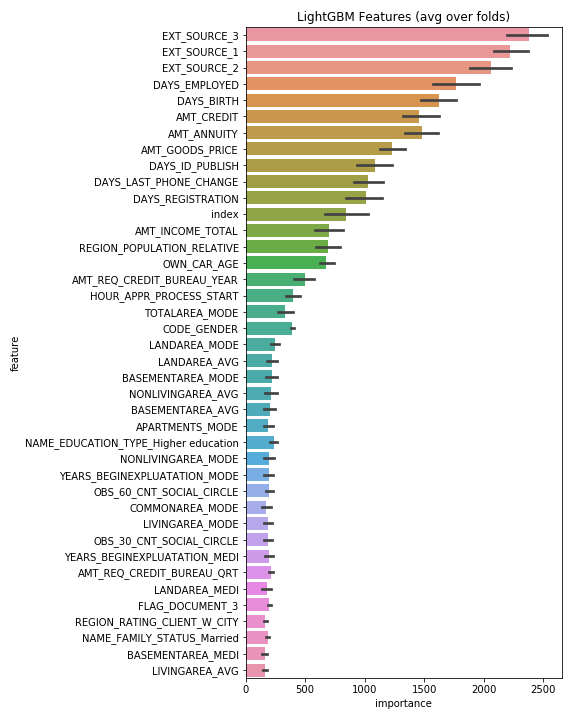 LightGBM Features (avg over folds)
feature
EXT_SOURCE_3
EXT_SOURCE_1
EXT_SOURCE_2
DAYS_EMPLOYED
DAYS_BIRTH
AMT_CREDIT
AMT_ANNUITY
AMT_GOODS_PRICE
DAYS_ID_PUBLISH
DAYS_LAST_PHONE_CHANGE
DAYS_REGISTRATION
index
AMT_INCOME_TOTAL
REGION_POPULATION_RELATIVE
OWN_CAR_AGE
AMT_REQ_CREDIT_BUREAU_YEAR
HOUR_APPR_PROCESS_START
TOTALAREA_MODE
CODE_GENDER
LANDAREA_MODE
LANDAREA_AVG
BASEMENTAREA_MODE
NONLIVINGAREA_AVG
BASEMENTAREA_AVG
APARTMENTS_MODE
NAME_EDUCATION_TYPE_Higher education
NONLIVINGAREA_MODE
YEARS_BEGINEXPLUATATION_MODE
OBS_60_CNT_SOCIAL_CIRCLE
COMMONAREA_MODE
LIVINGAREA_MODE
OBS_30_CNT_SOCIAL_CIRCLE
YEARS_BEGINEXPLUATATION_MEDI
AMT_REQ_CREDIT_BUREAU_QRT
LANDAREA_MEDI
FLAG_DOCUMENT_3
REGION_RATING_CLIENT_W_CITY
NAME_FAMILY_STATUS_Married
BASEMENTAREA_MEDI
LIVINGAREA_AVG
0 500 1000 1500 2000 2500
importance